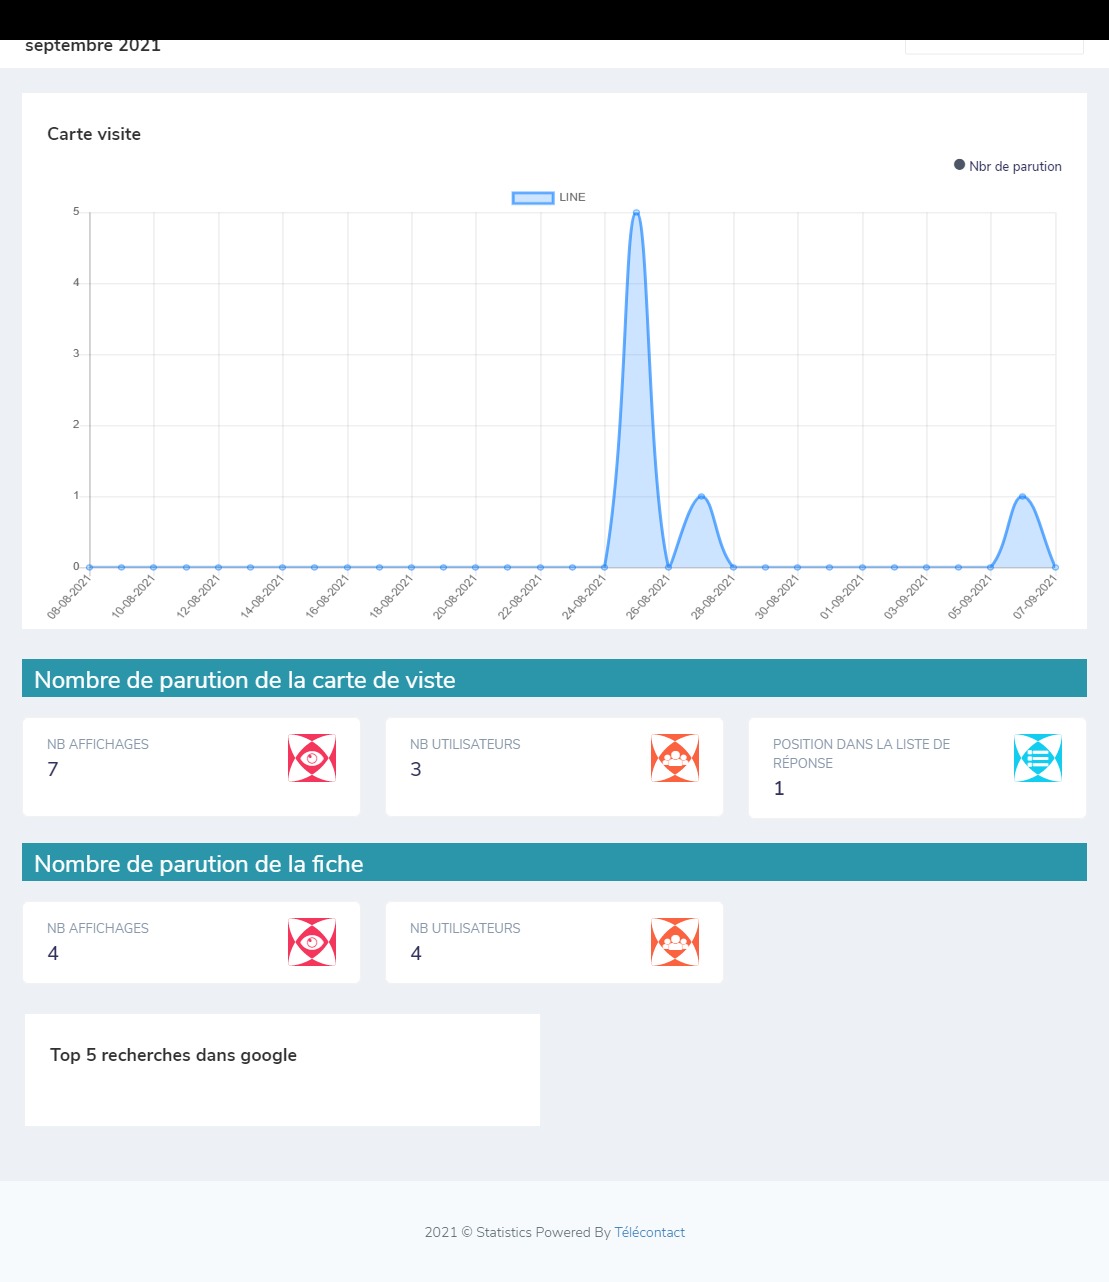 septembre 2021
Carte visite
Nbr de parution
LINE
5
4
3
2
1
0
08-08-2021
10-08-2021
12-08-2021
14-08-2021
16-08-2021
18-08-2021
20-08-2021
22-08-2021
24-08-2021
26-08-2021
28-08-2021
30-08-2021
01-09-2021
03-09-2021
05-09-2021
07-09-2021
Nombre de parution de la carte de viste
NB AFFICHAGES
7
NB UTILISATEURS
3
POSITION DANS LA LISTE DE
RÉPONSE
1
Nombre de parution de la fiche
NB AFFICHAGES
4
NB UTILISATEURS
4
Top 5 recherches dans google
2021 © Statistics Powered By Télécontact